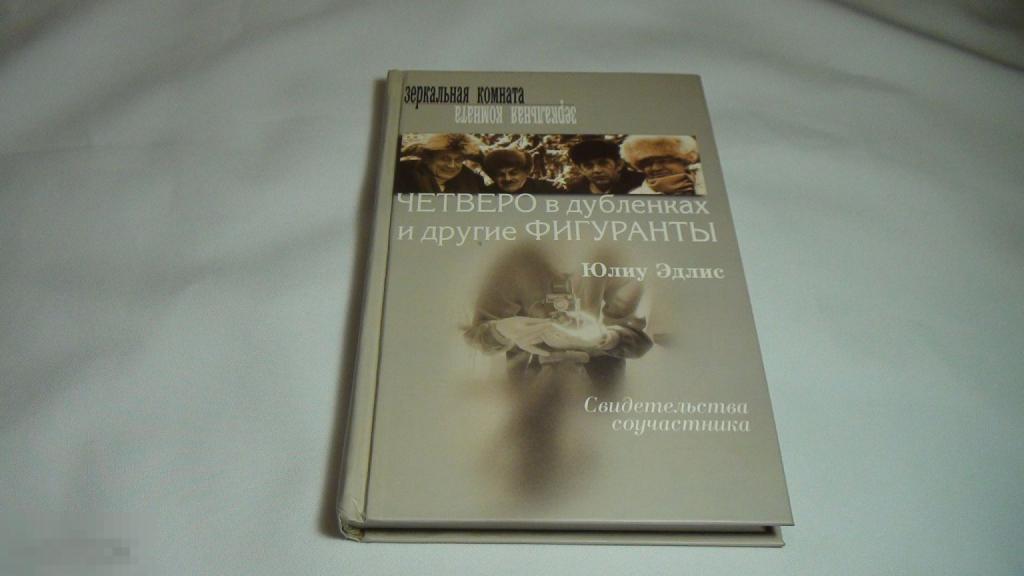 зеркальная комната
зеркальная комната
ЧЕТВЕРО в дубленках
и другие ФИГУРАНТЫ
Юлиу Эдлис
Свидетельства
соучастника